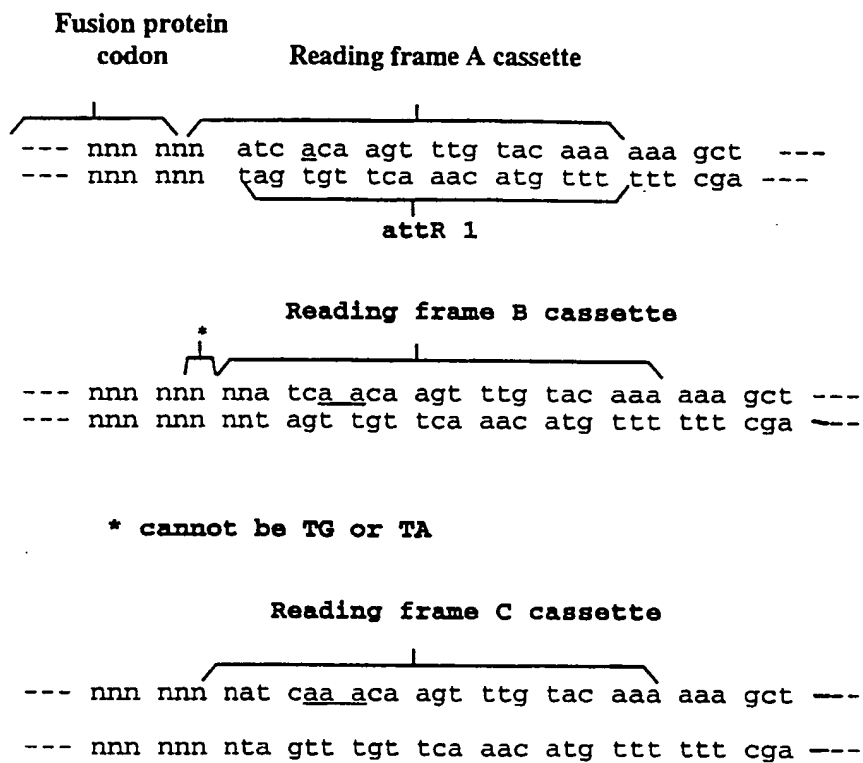 Fusion protein
codon
Reading frame A cassette
--- nnn nnn atc aca agt ttg tac aaa aaa gct ---
--- nnn nnn tag tgt tca aac atg ttt ttt cga ---
attR 1
Reading frame B cassette
*
--- nnn nnn nna tca aca agt ttg tac aaa aaa gct ---
--- nnn nnn nnt agt tgt tca aac atg ttt ttt cga ---
* cannot be TG or TA
Reading frame C cassette
--- nnn nnn nat caa aca agt ttg tac aaa aaa gct ---
--- nnn nnn nta gtt tgt tca aac atg ttt ttt cga ---